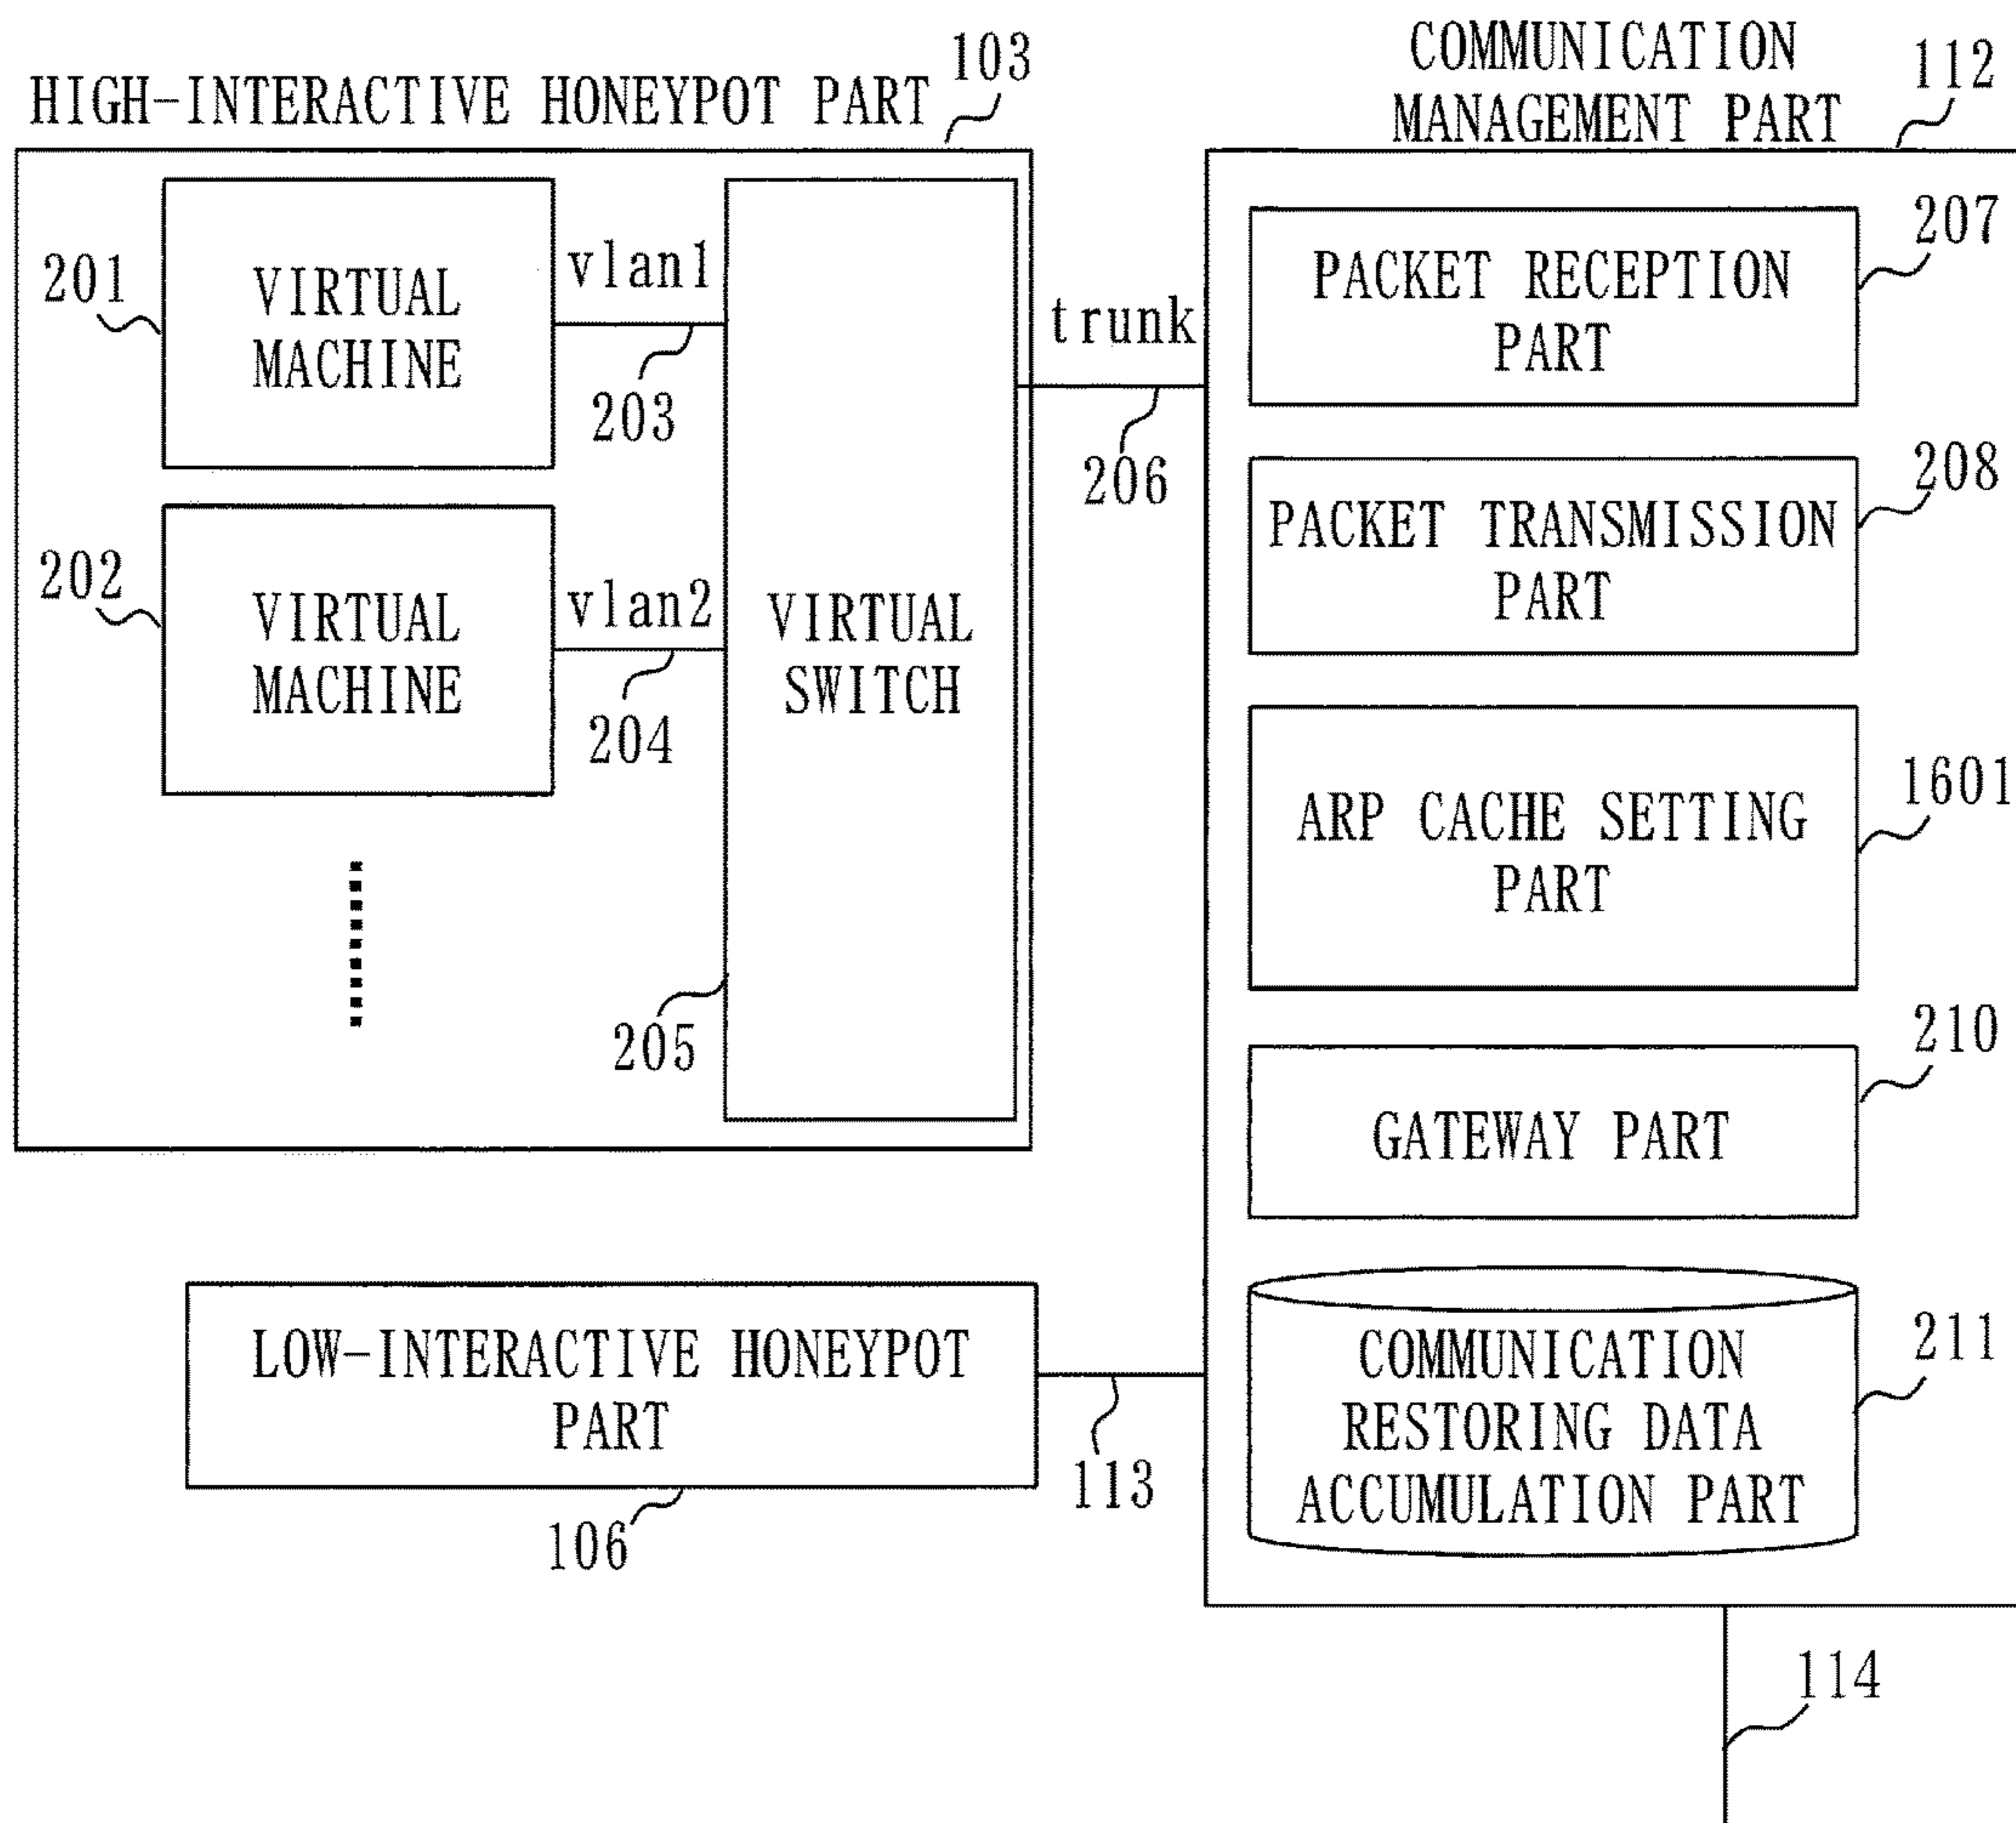 HIGH-INTERACTIVE HONEYPOT PART
103
COMMUNICATION
MANAGEMENT PART
112
201
VIRTUAL
MACHINE
vlan1
203
202
VIRTUAL
MACHINE
vlan2
204
VIRTUAL
SWITCH
205
trunk
206
PACKET RECEPTION
PART
207
PACKET TRANSMISSION
PART
208
ARP CACHE SETTING
PART
1601
GATEWAY PART
210
COMMUNICATION
RESTORING DATA
ACCUMULATION PART
211
LOW-INTERACTIVE HONEYPOT
PART
106
113
114